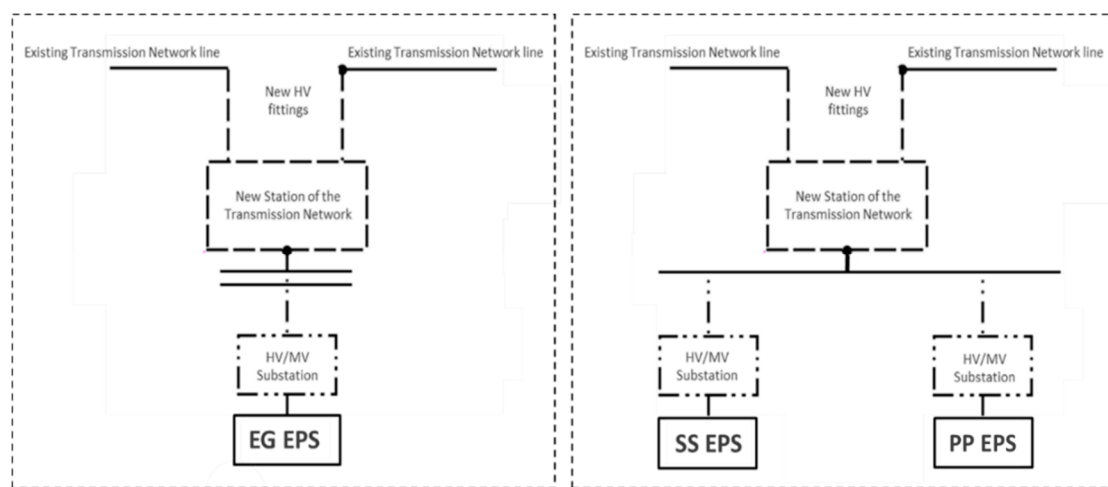 Existing Transmission Network line
Existing Transmission Network line
New HV
fittings
New Station of the
Transmission Network
HV/MV
Substation
EG EPS
Existing Transmission Network line
Existing Transmission Network line
New HV
fittings
New Station of the
Transmission Network
HV/MV
Substation
HV/MV
Substation
SS EPS
PP EPS